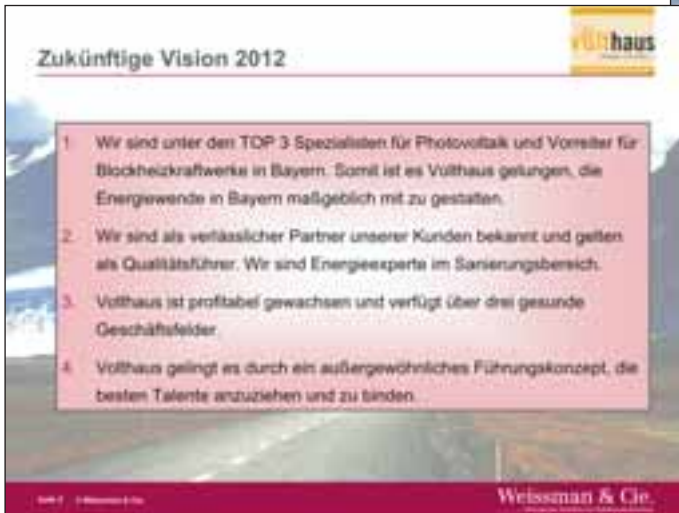 Zukünftige Vision 2012
volthaus
1. Wir sind unter den TOP 3 Spezialisten für Photovoltaik und Vorreiter für
Blockheizkraftwerke in Bayern. Somit ist es Volthaus gelungen, die
Energiewende in Bayern maßgeblich mit zu gestalten.
2. Wir sind als verlässlicher Partner unserer Kunden bekannt und gelten
als Qualitätsführer. Wir sind Energieexperte im Sanierungsbereich.
3. Volthaus ist profitabel gewachsen und verfügt über drei gesunde
Geschäftsfelder.
4. Volthaus gelingt es durch ein außergewöhnliches Führungskonzept, die
besten Talente anzuziehen und zu binden.
© Weissman & Cie.
Weissman & Cie.